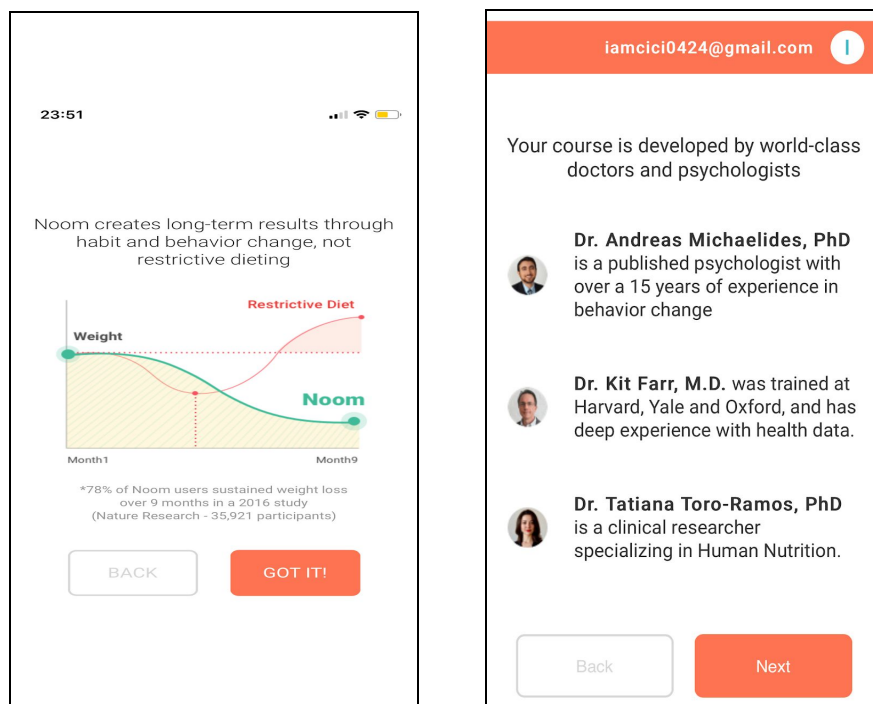 23:51
Noom creates long-term results through
habit and behavior change, not
restrictive dieting
Restrictive Diet
Weight
Noom
Month1
Month9
*78% of Noom users sustained weight loss
over 9 months in a 2016 study
(Nature Research - 35,921 participants)
BACK
GOT IT!
iamcici0424@gmail.com
I
Your course is developed by world-class
doctors and psychologists
Dr. Andreas Michaelides, PhD
is a published psychologist with
over a 15 years of experience in
behavior change
Dr. Kit Farr, M.D. was trained at
Harvard, Yale and Oxford, and has
deep experience with health data.
Dr. Tatiana Toro-Ramos, PhD
is a clinical researcher
specializing in Human Nutrition.
Back
Next